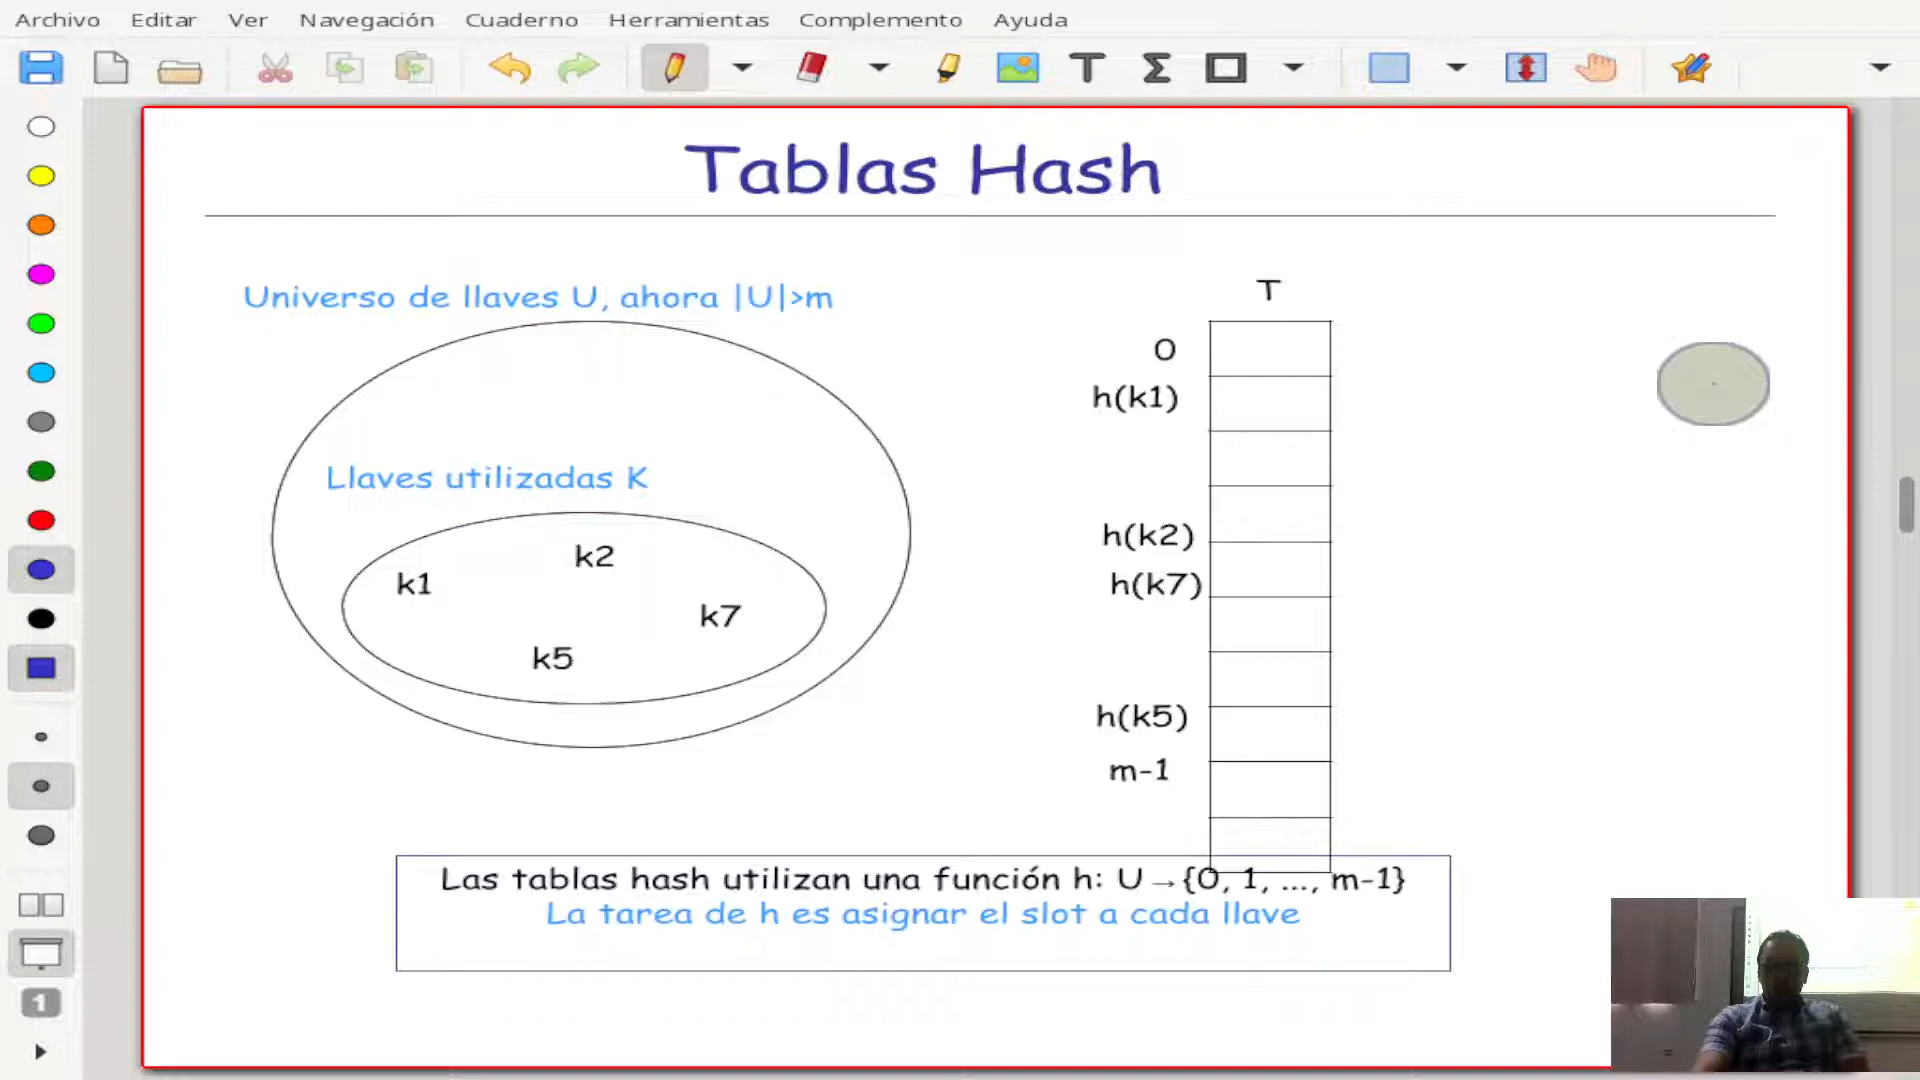 Archivo Editar Ver Navegación Cuaderno Herramientas Complemento Ayuda
Tablas Hash
Universo de llaves U, ahora |U|>m
T
0
h(k1)
Llaves utilizadas K
k2
k1
k7
k5
h(k2)
h(k7)
h(k5)
m-1
Las tablas hash utilizan una función h: U→{0, 1, ..., m-1}
La tarea de h es asignar el slot a cada llave
1